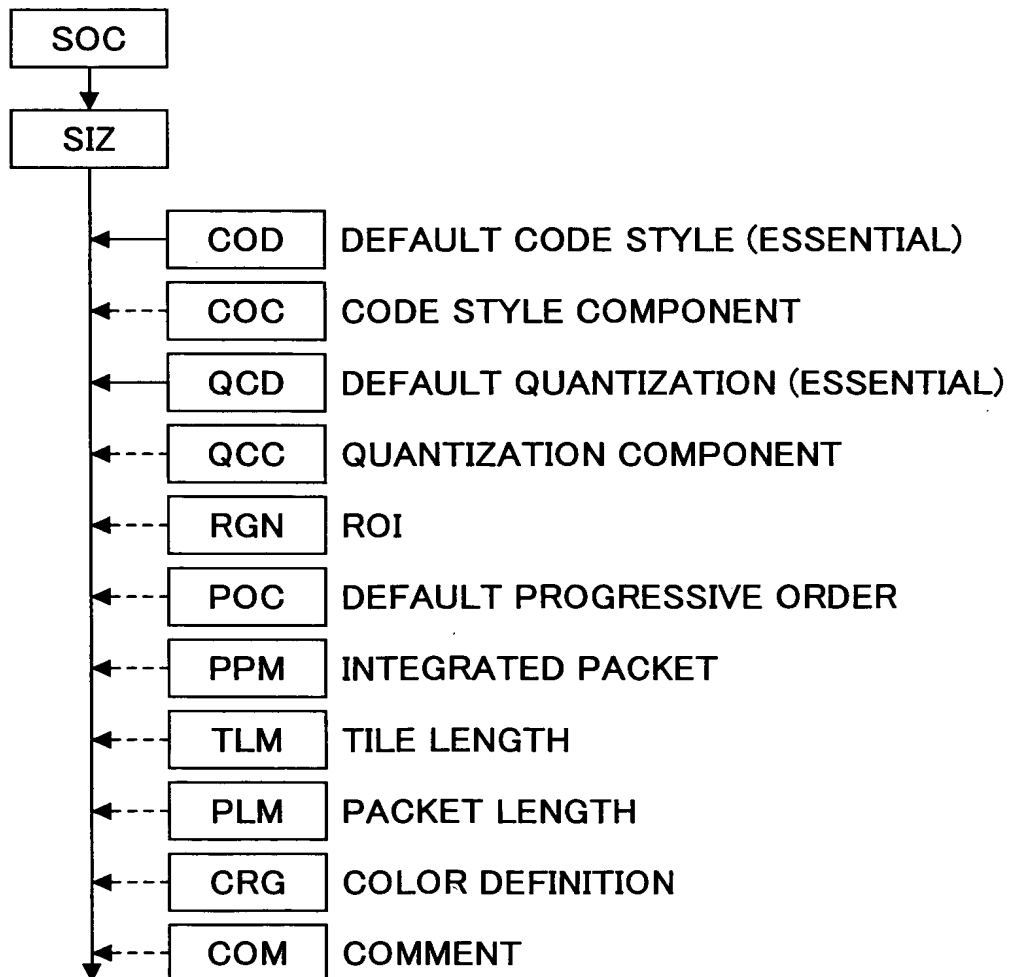 SOC
SIZ
COD DEFAULT CODE STYLE (ESSENTIAL)
COC CODE STYLE COMPONENT
QCD DEFAULT QUANTIZATION (ESSENTIAL)
QCC QUANTIZATION COMPONENT
RGN ROI
POC DEFAULT PROGRESSIVE ORDER
PPM INTEGRATED PACKET
TLM TILE LENGTH
PLM PACKET LENGTH
CRG COLOR DEFINITION
COM COMMENT